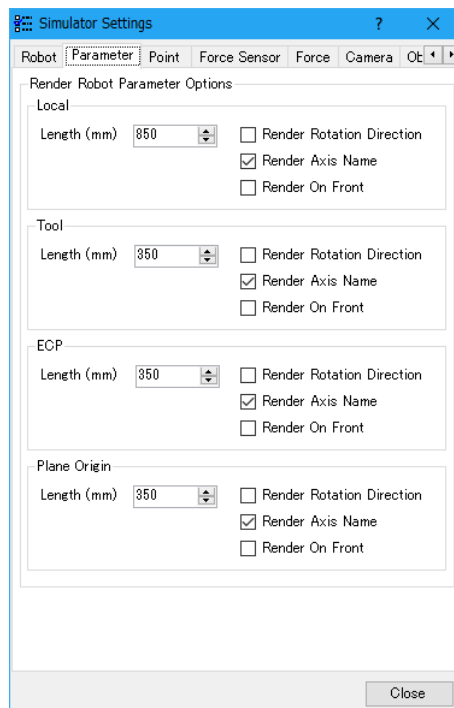 Simulator Settings ? ×
Robot Parameter Point Force Sensor Force Camera
Render Robot Parameter Options
Local
Length (mm) 850 Render Rotation Direction
Render Axis Name
Render On Front
Tool
Length (mm) 350 Render Rotation Direction
Render Axis Name
Render On Front
ECP
Length (mm) 350 Render Rotation Direction
Render Axis Name
Render On Front
Plane Origin
Length (mm) 350 Render Rotation Direction
Render Axis Name
Render On Front
Close